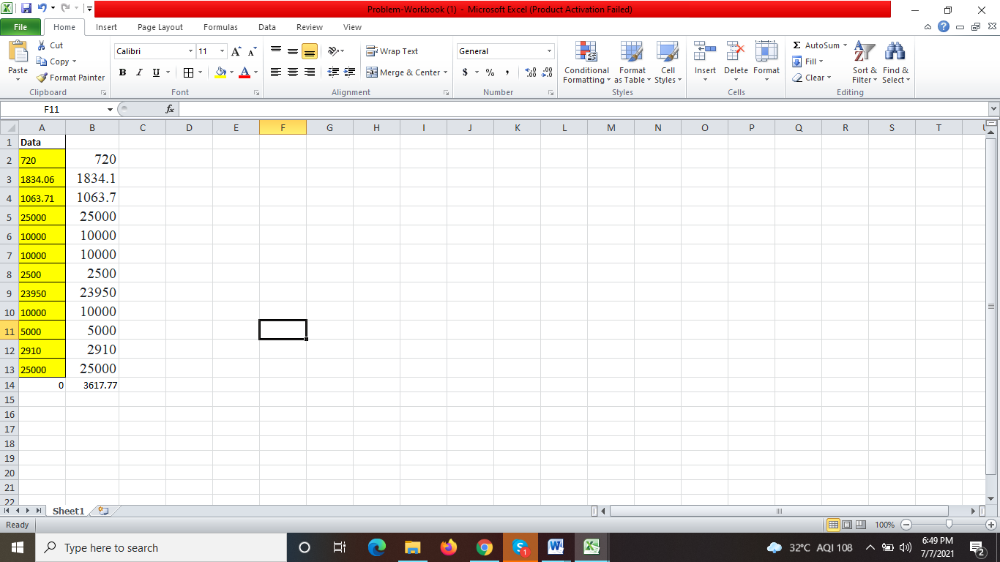 Problem-Workbook (1) - Microsoft Excel (Product Activation Failed)
File Home Insert Page Layout Formulas Data Review View
Paste Cut Copy Format Painter Clipboard
Calibri 11 A A B I U A Font
Wrap Text Merge & Center Alignment
General $ % , .00 .00 Number
Conditional Formatting Format as Table Cell Styles Styles
Insert Delete Format Cells
Σ AutoSum Fill Clear Sort & Filter Find & Select Editing
F11 fx
A B C D E F G H I J K L M N O P Q R S T U
1 Data
2 720 720
3 1834.06 1834.1
4 1063.71 1063.7
5 25000 25000
6 10000 10000
7 10000 10000
8 2500 2500
9 23950 23950
10 10000 10000
11 5000 5000
12 2910 2910
13 25000 25000
14 0 3617.77
15
16
17
18
19
20
21
22
Sheet1
Ready 100%
Type here to search 1 32°C AQI 108 6:49 PM
7/7/2021 2